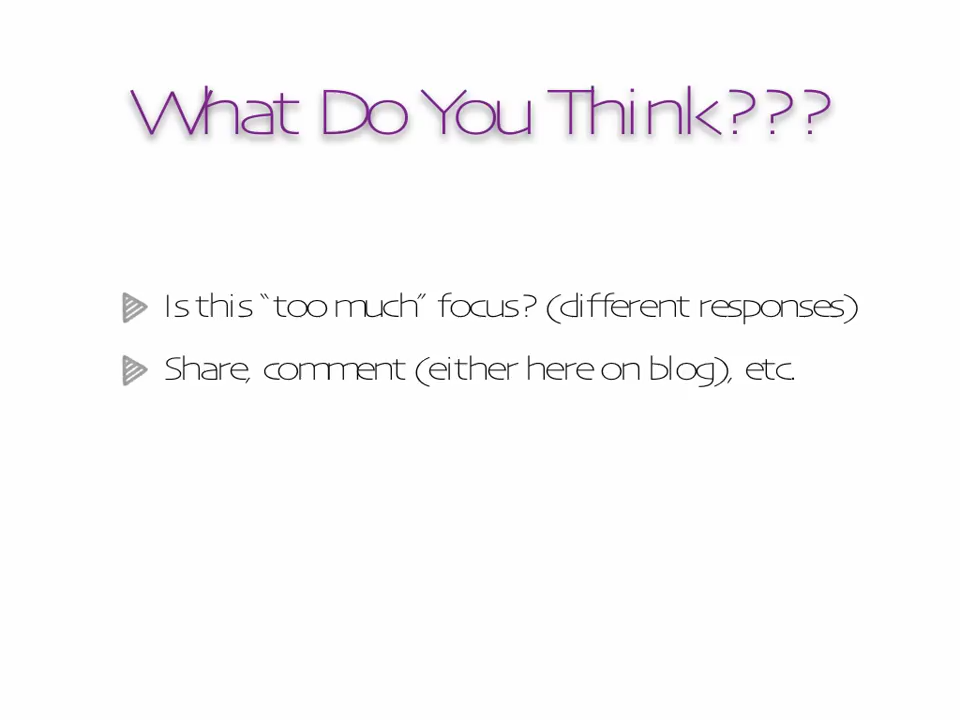 What Do You Think???
Is this "too much" focus? (different responses)
Share, comment (either here on blog), etc.